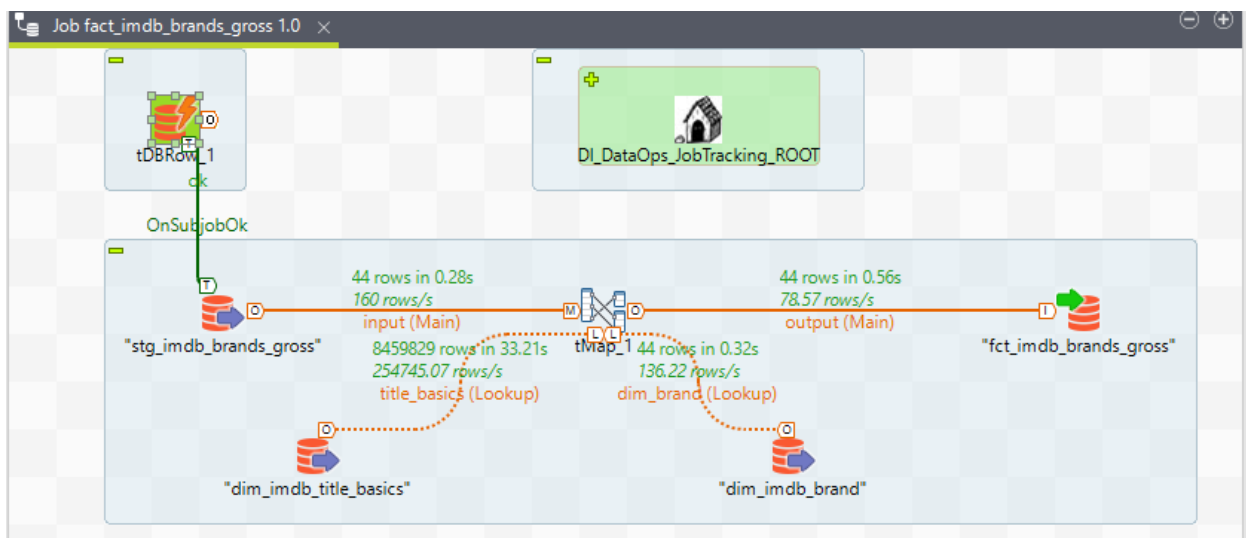 Job fact_imdb_brands_gross 1.0
tDBRow_1
ok
DI_DataOps_JobTracking_ROOT
OnSubjobOk
44 rows in 0.28s
160 rows/s
input (Main)
44 rows in 0.56s
78.57 rows/s
output (Main)
"stg_imdb_brands_gross"
tMap_1
"fct_imdb_brands_gross"
8459829 rows in 33.21s
254745.07 rows/s
title_basics (Lookup)
44 rows in 0.32s
136.22 rows/s
dim_brand (Lookup)
"dim_imdb_title_basics"
"dim_imdb_brand"
O
T
T
O
M
O
I
L
L
O
O